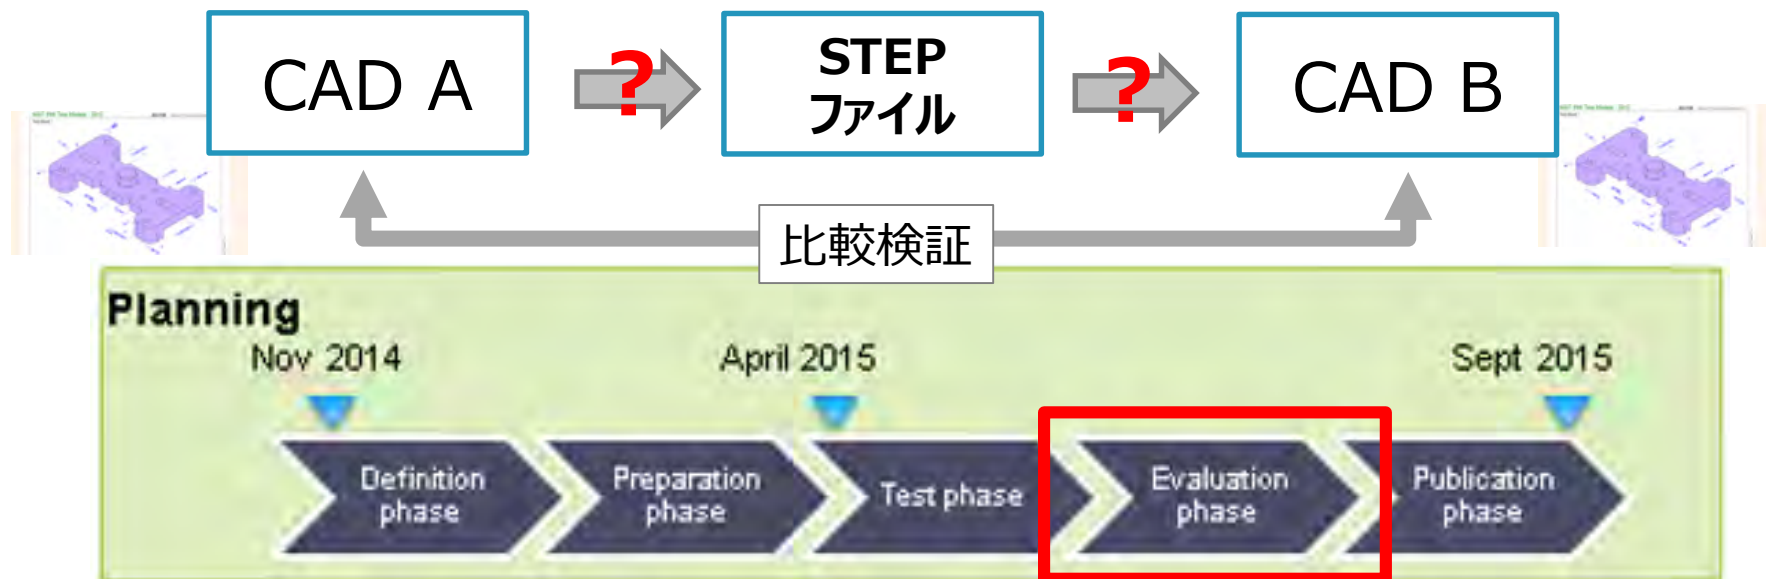 CAD A
?
STEP
ファイル
?
CAD B
比較検証
Planning
Nov 2014
April 2015
Sept 2015
Definition
phase
Preparation
phase
Test phase
Evaluation
phase
Publication
phase